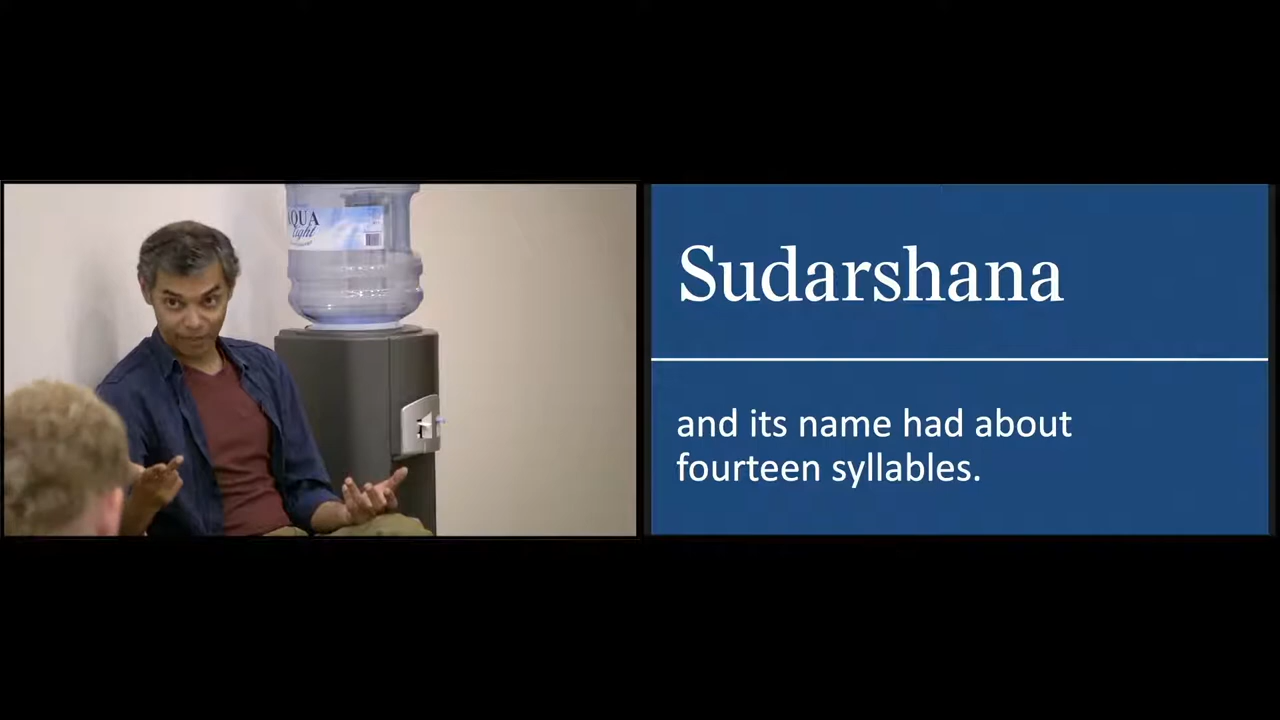 AQUA
light
Sudarshana
and its name had about
fourteen syllables.